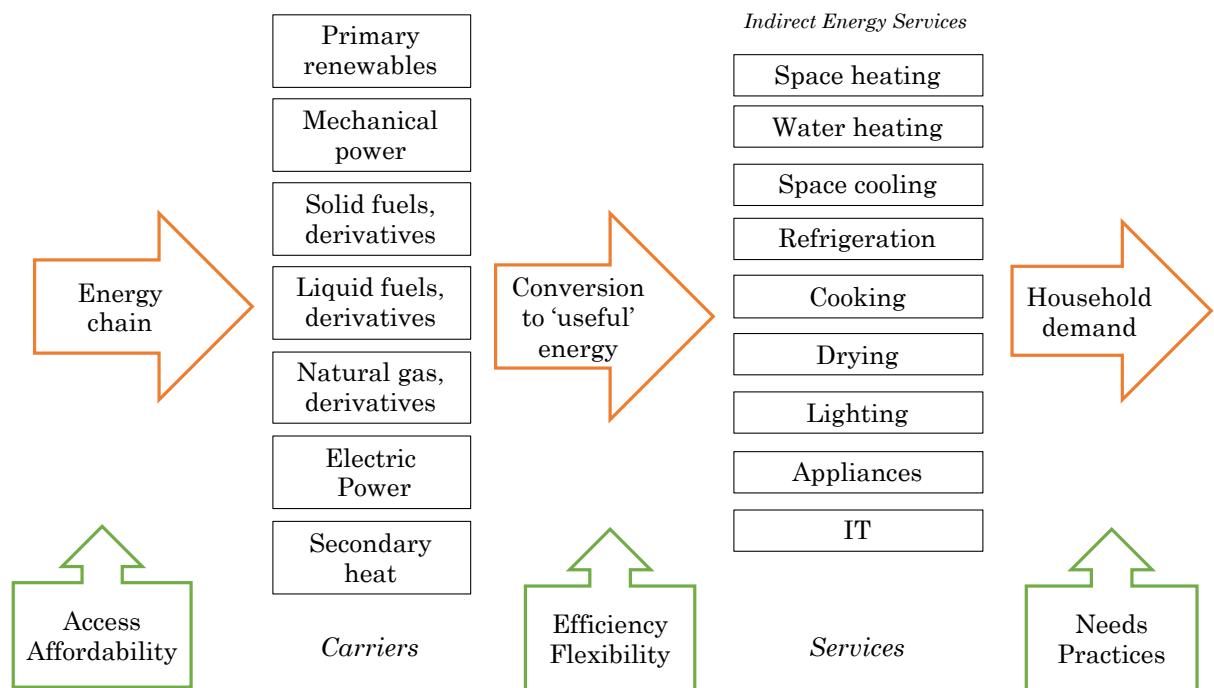 Energy
chain
Access
Affordability
Primary
renewables
Mechanical
power
Solid fuels,
derivatives
Liquid fuels,
derivatives
Natural gas,
derivatives
Electric
Power
Secondary
heat
Carriers
Conversion
to ‘useful’
energy
Efficiency
Flexibility
Indirect Energy Services
Space heating
Water heating
Space cooling
Refrigeration
Cooking
Drying
Lighting
Appliances
IT
Services
Household
demand
Needs
Practices